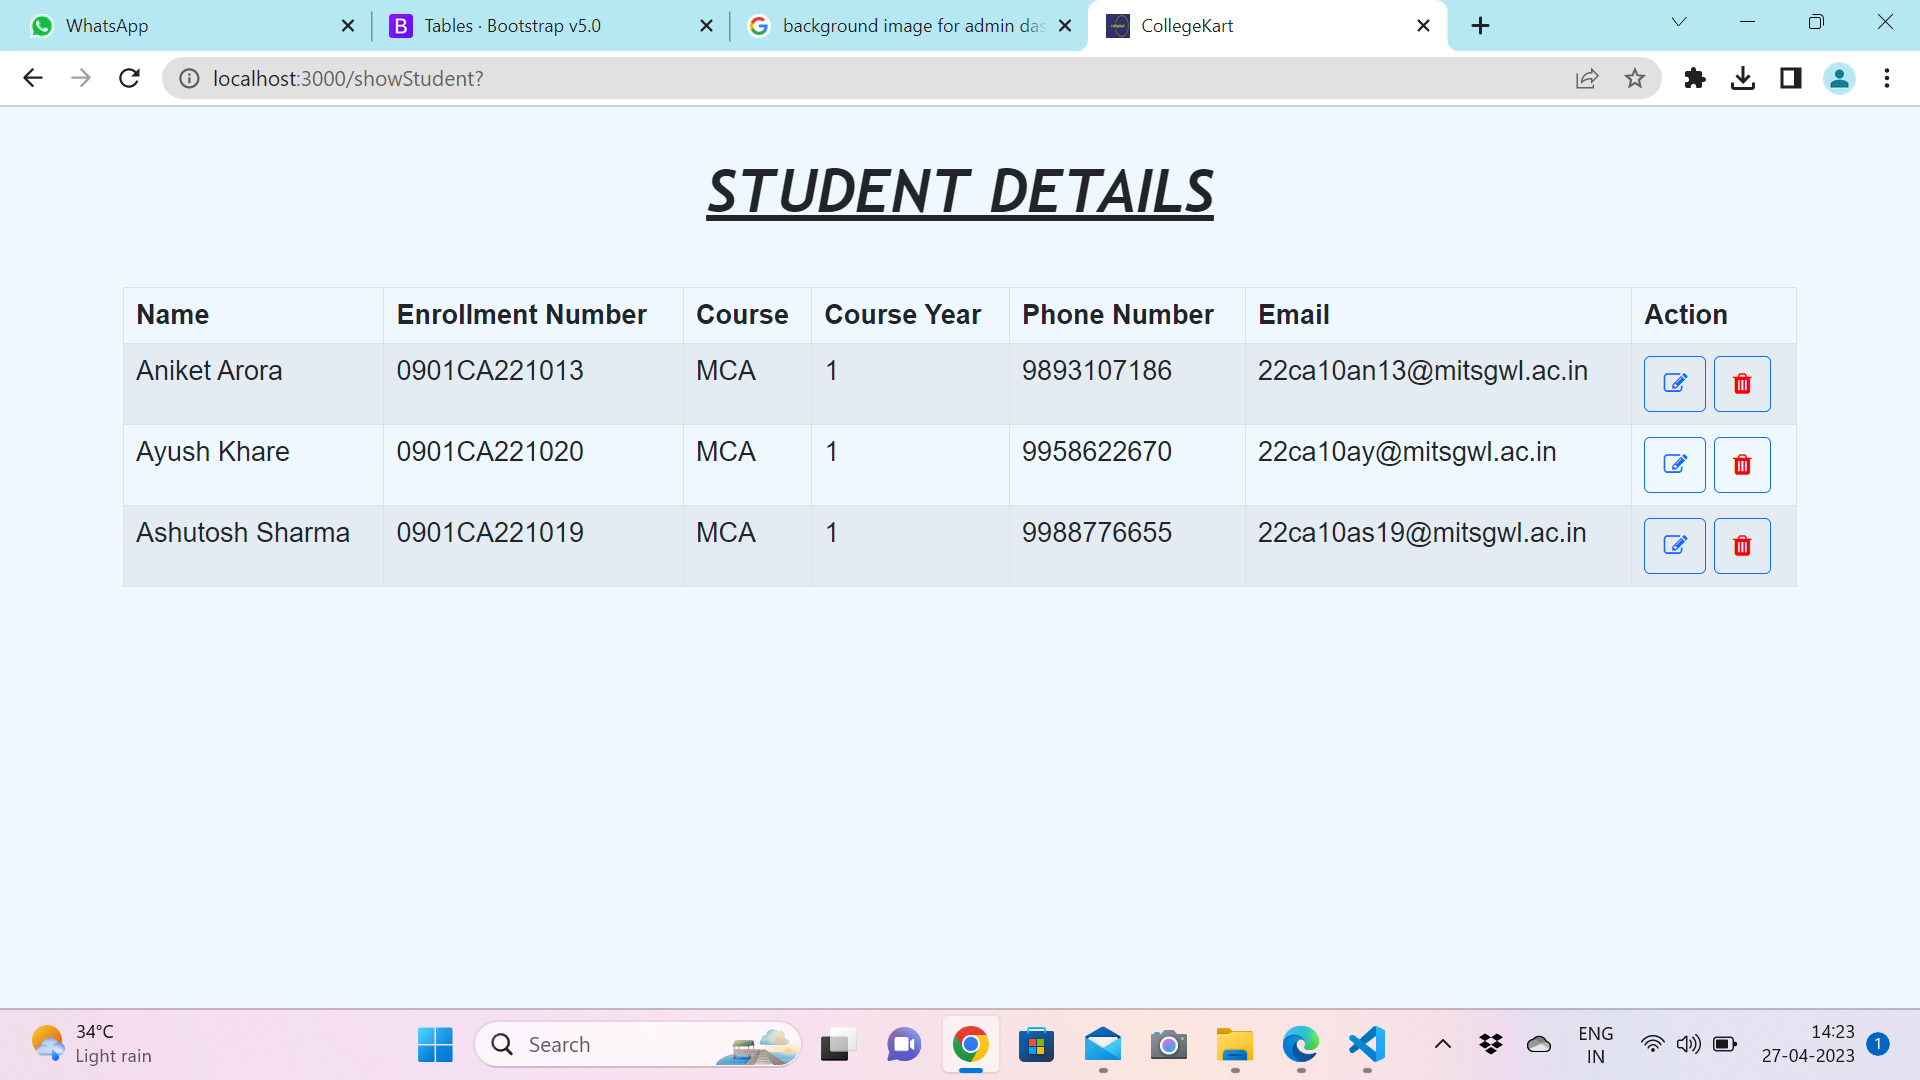 WhatsApp
Tables · Bootstrap v5.0
background image for admin das
CollegeKart
localhost:3000/showStudent?
STUDENT DETAILS
Name Enrollment Number Course Course Year Phone Number Email Action
Aniket Arora 0901CA221013 MCA 1 9893107186 22ca10an13@mitsgwl.ac.in
Ayush Khare 0901CA221020 MCA 1 9958622670 22ca10ay@mitsgwl.ac.in
Ashutosh Sharma 0901CA221019 MCA 1 9988776655 22ca10as19@mitsgwl.ac.in
34°C
Light rain
Search
ENG
IN
14:23
27-04-2023
1